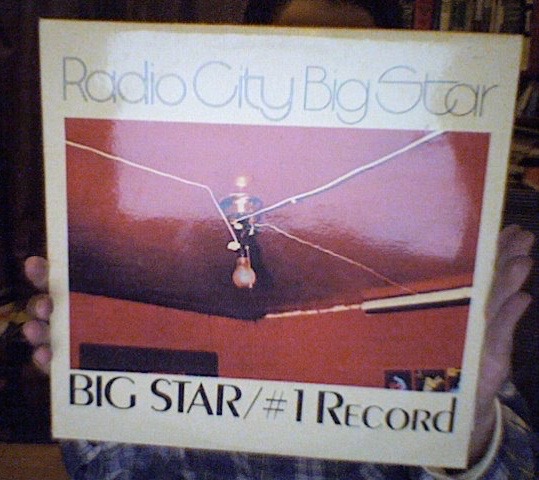 Radio City Big Star
BIG STAR/#1 RECORD